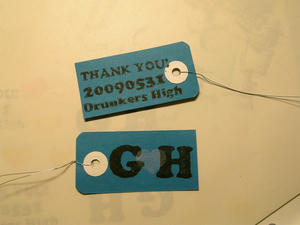 THANK YOU!
20090531
Drunkers High
G H